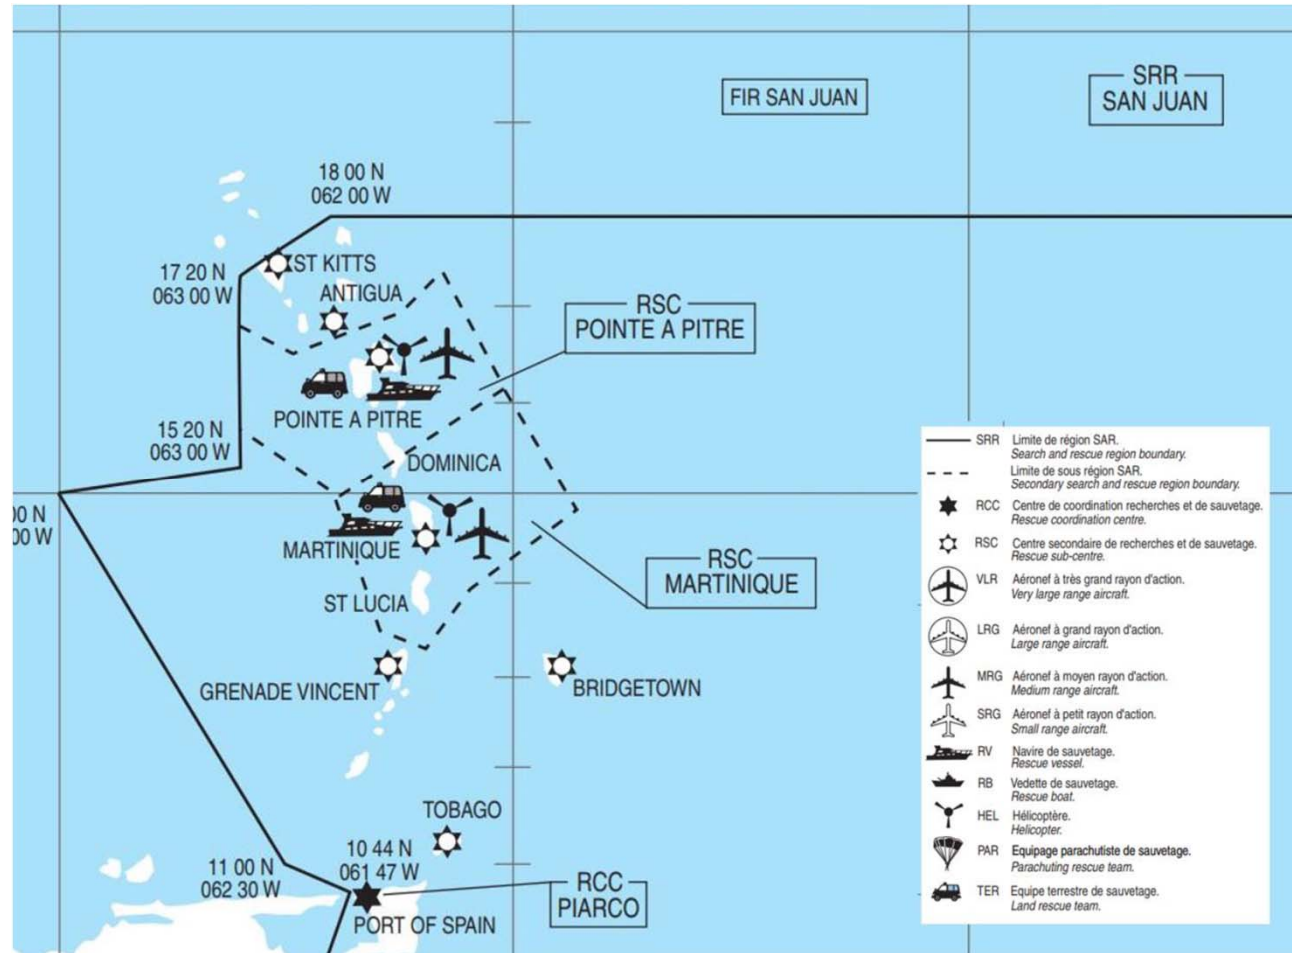 FIR SAN JUAN
SRR
SAN JUAN
18 00 N
062 00 W
17 20 N
063 00 W
ST KITTS
ANTIGUA
RSC
POINTE A PITRE
POINTE A PITRE
15 20 N
063 00 W
DOMINICA
00 N
00 W
MARTINIQUE
RSC
MARTINIQUE
ST LUCIA
GRENADE VINCENT
BRIDGETOWN
TOBAGO
10 44 N
061 47 W
11 00 N
062 30 W
RCC
PIARCO
PORT OF SPAIN
SRR Limite de région SAR.
Search and rescue region boundary.
Limite de sous région SAR.
Secondary search and rescue region boundary.
RCC Centre de coordination recherches et de sauvetage.
Rescue coordination centre.
RSC Centre secondaire de recherches et de sauvetage.
Rescue sub-centre.
VLR Aéronef à très grand rayon d'action.
Very large range aircraft.
LRG Aéronef à grand rayon d'action.
Large range aircraft.
MRG Aéronef à moyen rayon d'action.
Medium range aircraft.
SRG Aéronef à petit rayon d'action.
Small range aircraft.
RV Navire de sauvetage.
Rescue vessel.
RB Vedette de sauvetage.
Rescue boat.
HEL Hélicoptère.
Helicopter.
PAR Equipage parachutiste de sauvetage.
Parachuting rescue team.
TER Equipe terrestre de sauvetage.
Land rescue team.